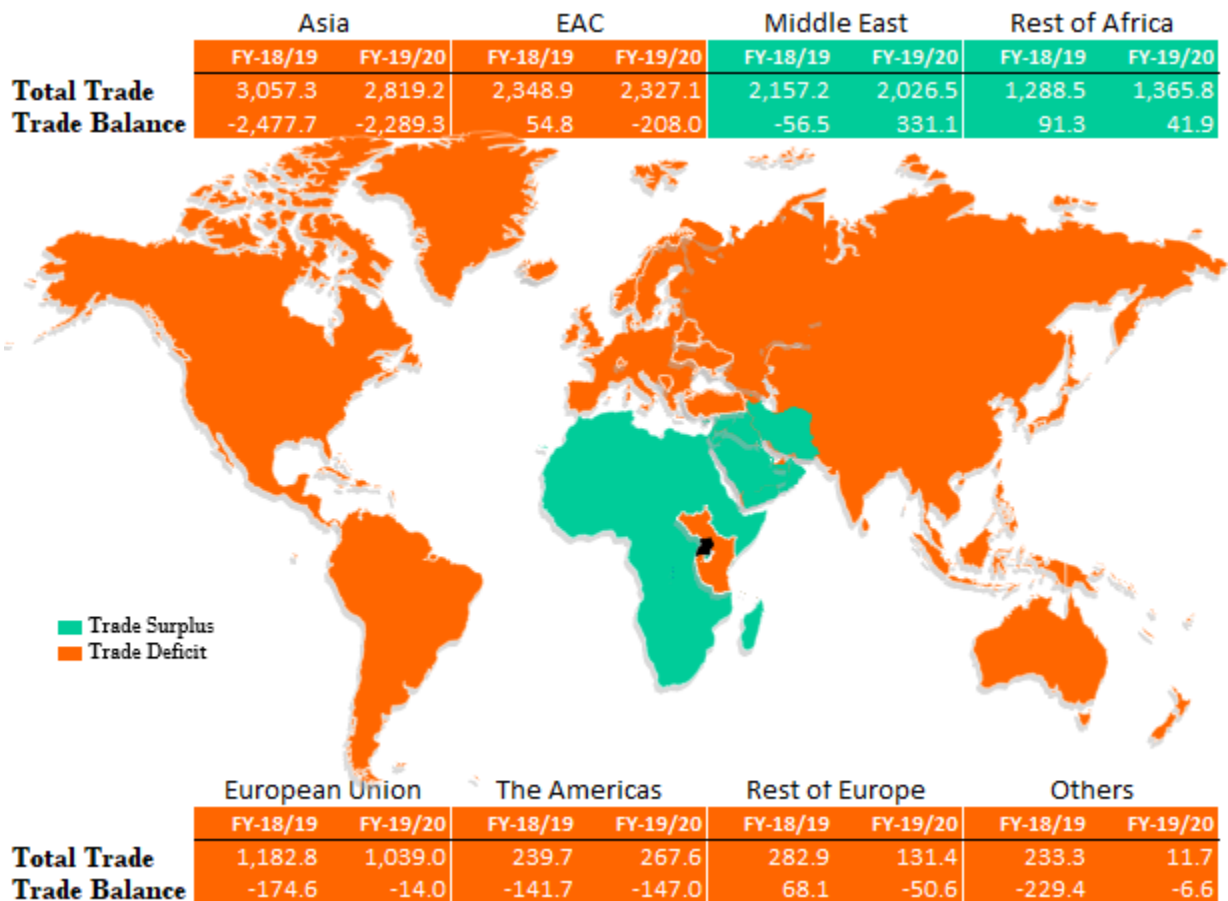 Asia EAC Middle East Rest of Africa
FY-18/19 FY-19/20 FY-18/19 FY-19/20 FY-18/19 FY-19/20 FY-18/19 FY-19/20
Total Trade 3,057.3 2,819.2 2,348.9 2,327.1 2,157.2 2,026.5 1,288.5 1,365.8
Trade Balance -2,477.7 -2,289.3 54.8 -208.0 -56.5 331.1 91.3 41.9
Trade Surplus
Trade Deficit
European Union The Americas Rest of Europe Others
FY-18/19 FY-19/20 FY-18/19 FY-19/20 FY-18/19 FY-19/20 FY-18/19 FY-19/20
Total Trade 1,182.8 1,039.0 239.7 267.6 282.9 131.4 233.3 11.7
Trade Balance -174.6 -14.0 -141.7 -147.0 68.1 -50.6 -229.4 -6.6